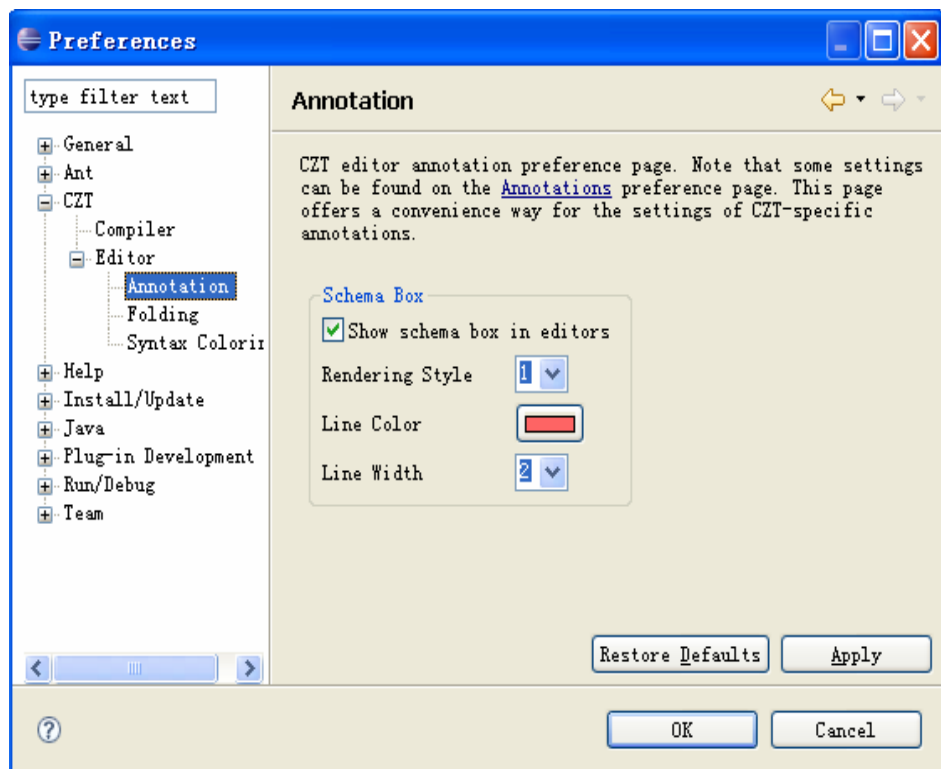 Preferences
type filter text
General
Ant
CZT
Compiler
Editor
Annotation
Folding
Syntax Colorin
Help
Install/Update
Java
Plug-in Development
Run/Debug
Team
Annotation
CZT editor annotation preference page. Note that some settings
can be found on the Annotations preference page. This page
offers a convenience way for the settings of CZT-specific
annotations.
Schema Box
Show schema box in editors
Rendering Style 1
Line Color
Line Width 2
Restore Defaults Apply
OK Cancel